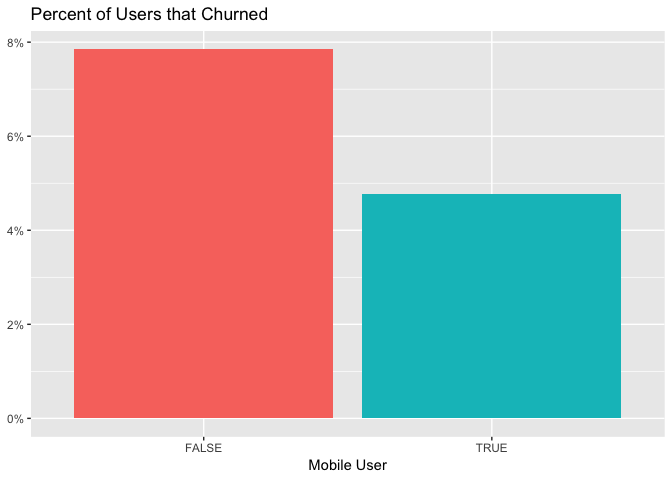 Percent of Users that Churned
8%
6%
4%
2%
0%
FALSE
TRUE
Mobile User